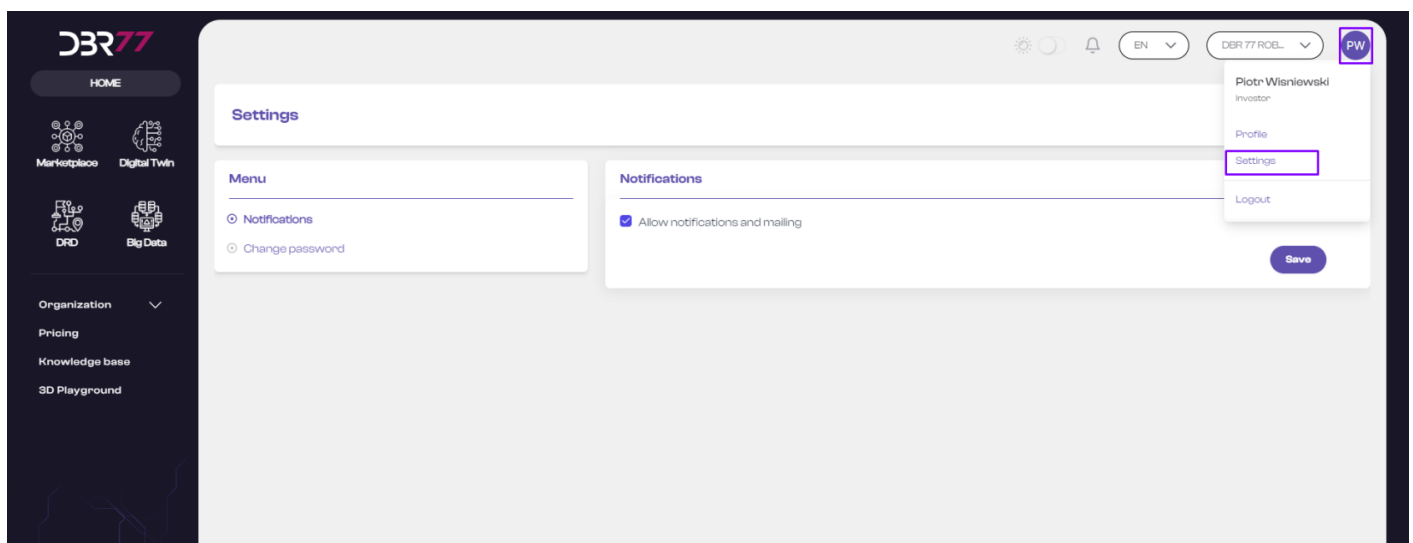 DBR77
HOME
Marketplace
Digital Twin
DRD
Big Data
Organization
Pricing
Knowledge base
3D Playground
EN
DBR 77 ROB...
PW
Piotr Wisniewski
Investor
Profile
Settings
Logout
Settings
Menu
Notifications
Change password
Notifications
Allow notifications and mailing
Save